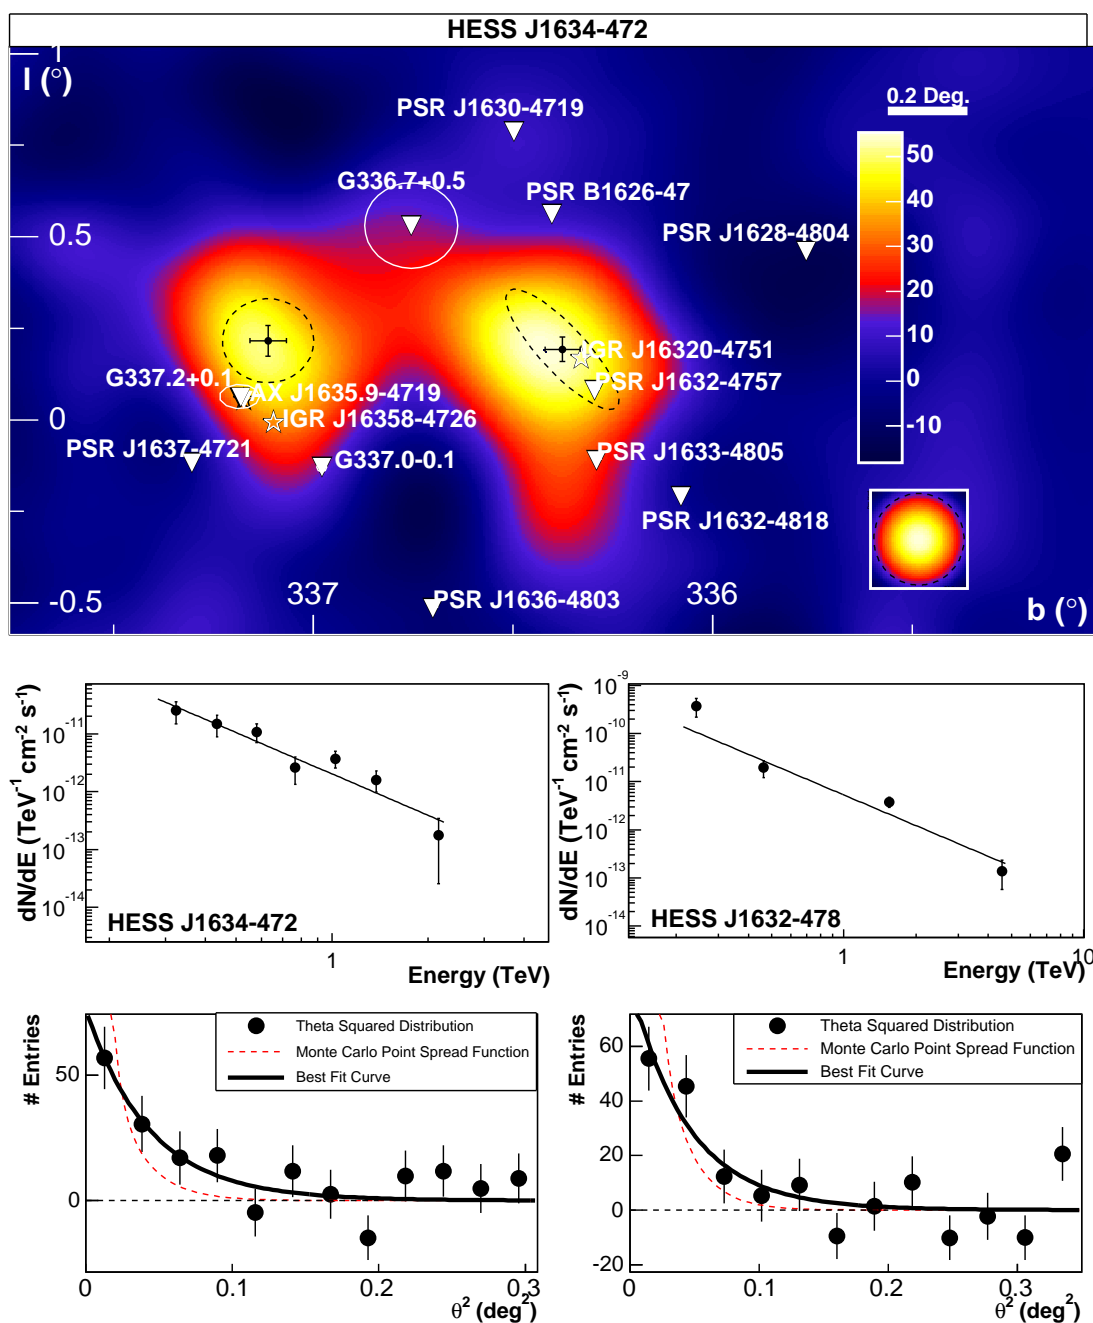 HESS J1634-472
1
l (°)
0.2 Deg.
PSR J1630-4719
50
G336.7+0.5
PSR B1626-47
40
0.5
PSR J1628-4804
30
20
IGR J16320-4751
10
G337.2+0.1
AX J1635.9-4719
PSR J1632-4757
0
0
IGR J16358-4726
-10
PSR J1637-4721
G337.0-0.1
PSR J1633-4805
PSR J1632-4818
-0.5
337
PSR J1636-4803
336
b (°)
dN/dE (TeV⁻¹ cm⁻² s⁻¹)
10⁻¹¹
10⁻¹²
10⁻¹³
10⁻¹⁴
HESS J1634-472
1
Energy (TeV)
dN/dE (TeV⁻¹ cm⁻² s⁻¹)
10⁻⁹
10⁻¹⁰
10⁻¹¹
10⁻¹²
10⁻¹³
10⁻¹⁴
HESS J1632-478
1
10
Energy (TeV)
# Entries
Theta Squared Distribution
Monte Carlo Point Spread Function
Best Fit Curve
50
0
0
0.1
0.2
0.3
θ² (deg²)
# Entries
Theta Squared Distribution
Monte Carlo Point Spread Function
Best Fit Curve
60
40
20
0
-20
0
0.1
0.2
0.3
θ² (deg²)